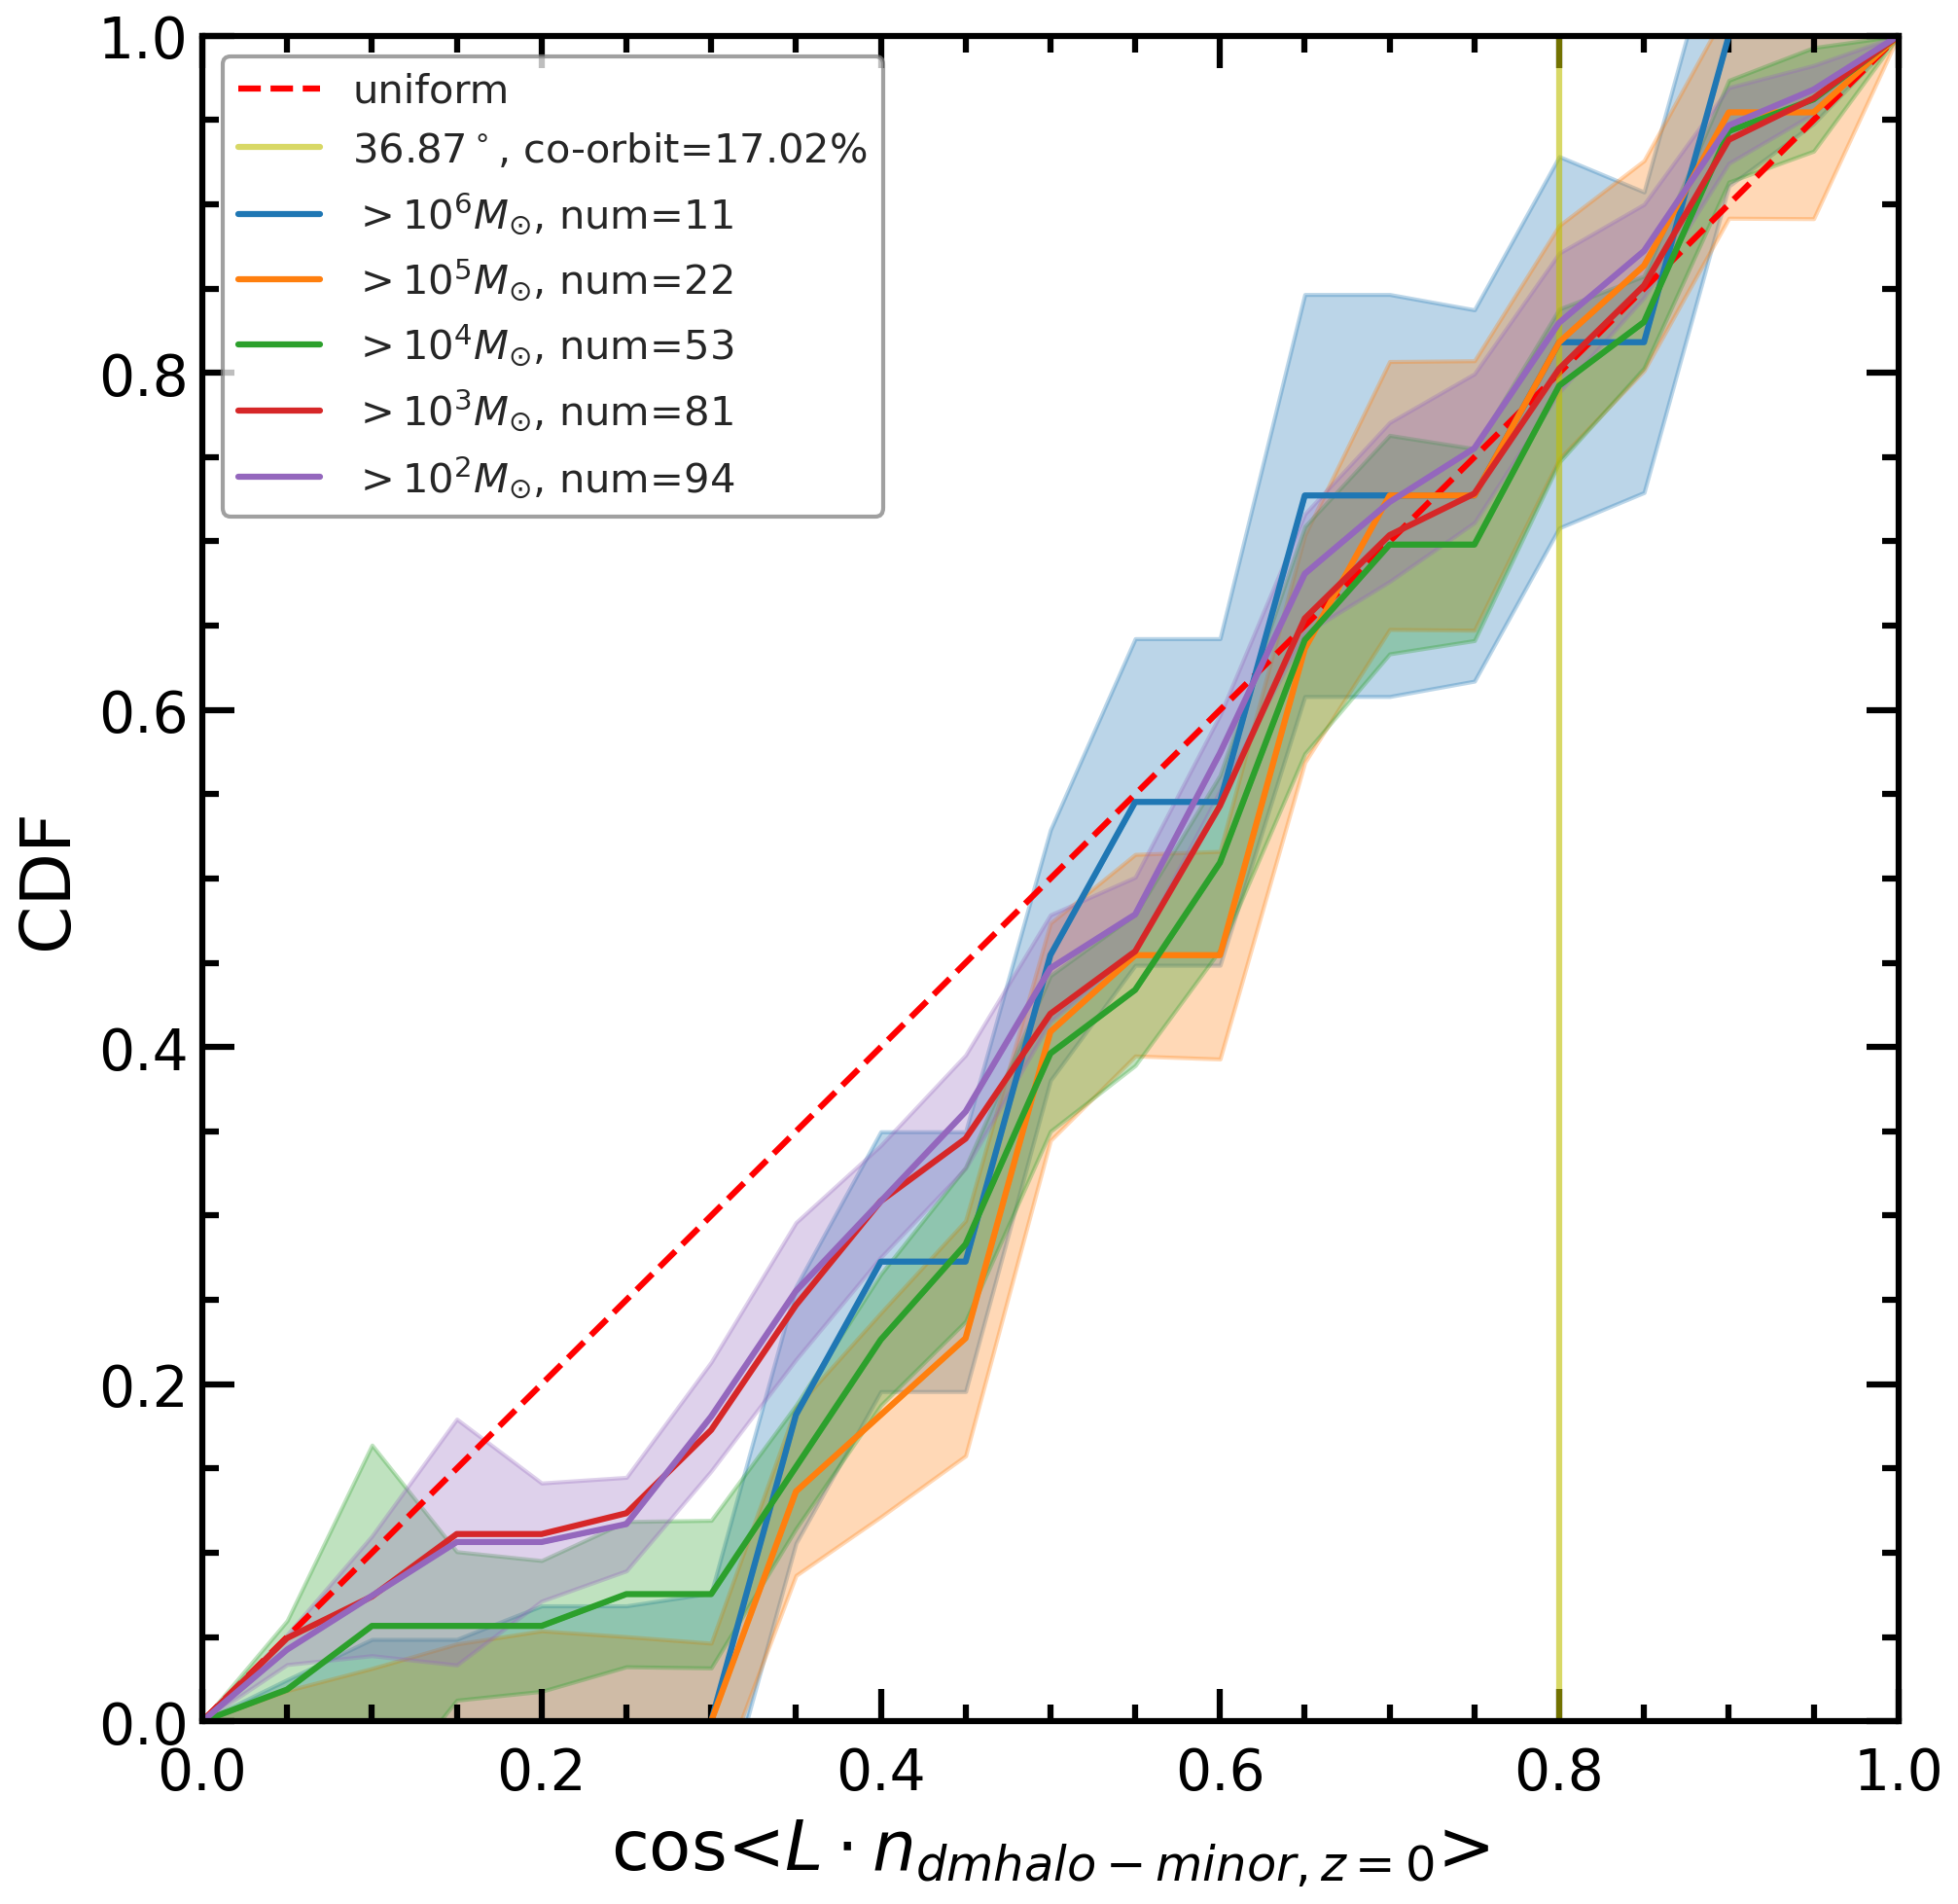 1.0
0.8
0.6
0.4
0.2
0.0
CDF
uniform
36.87°, co-orbit=17.02%
>10⁶M⊙, num=11
>10⁵M⊙, num=22
>10⁴M⊙, num=53
>10³M⊙, num=81
>10²M⊙, num=94
0.0 0.2 0.4 0.6 0.8 1.0
cos<L · n_{dmhalo−minor, z=0}>